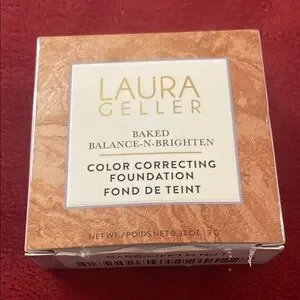 LAURA
GELLER
BAKED
BALANCE-N-BRIGHTEN
COLOR CORRECTING
FOUNDATION
FOND DE TEINT
NET WT./POIDS NET 0.32 OZ. 9 G